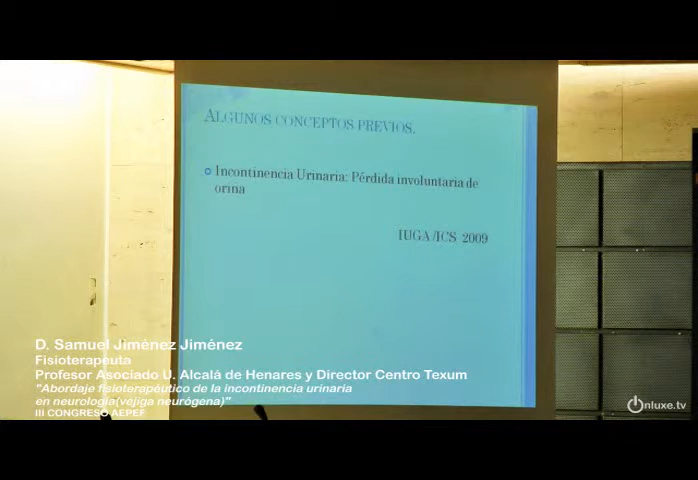 ALGUNOS CONCEPTOS PREVIOS.
Incontinencia Urinaria: Pérdida involuntaria de
orina
IUGA/ICS 2009
D. Samuel Jiménez Jiménez
Fisioterapeuta
Profesor Asociado U. Alcalá de Henares y Director Centro Texum
"Abordaje fisioterapéutico de la incontinencia urinaria
en neurología(vejiga neurógena)"
III CONGRESO AEPEF
Onluxe.tv